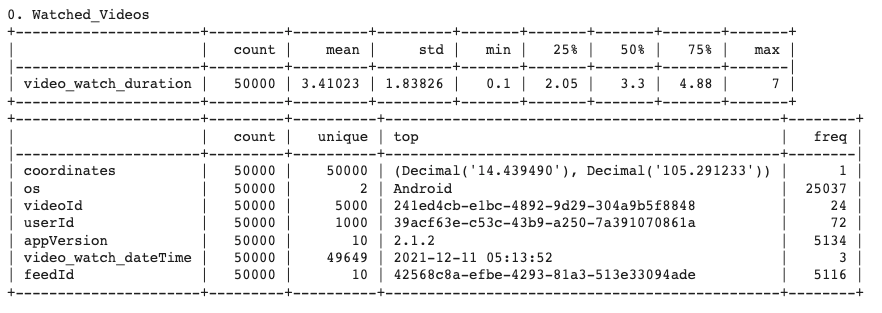 0. Watched_Videos
+----------------------+---------+---------+---------+-------+-------+-------+-------+-------+
| | count | mean | std | min | 25% | 50% | 75% | max |
|----------------------+---------+---------+---------+-------+-------+-------+-------+-------|
| video_watch_duration | 50000 | 3.41023 | 1.83826 | 0.1 | 2.05 | 3.3 | 4.88 | 7 |
+----------------------+---------+---------+---------+-------+-------+-------+-------+-------+
+----------------------+---------+----------+------------------------------------------------+--------+
| | count | unique | top | freq |
|----------------------+---------+----------+------------------------------------------------+--------|
| coordinates | 50000 | 50000 | (Decimal('14.439490'), Decimal('105.291233')) | 1 |
| os | 50000 | 2 | Android | 25037 |
| videoId | 50000 | 5000 | 241ed4cb-e1bc-4892-9d29-304a9b5f8848 | 24 |
| userId | 50000 | 1000 | 39acf63e-c53c-43b9-a250-7a391070861a | 72 |
| appVersion | 50000 | 10 | 2.1.2 | 5134 |
| video_watch_dateTime | 50000 | 49649 | 2021-12-11 05:13:52 | 3 |
| feedId | 50000 | 10 | 42568c8a-efbe-4293-81a3-513e33094ade | 5116 |
+----------------------+---------+----------+------------------------------------------------+--------+